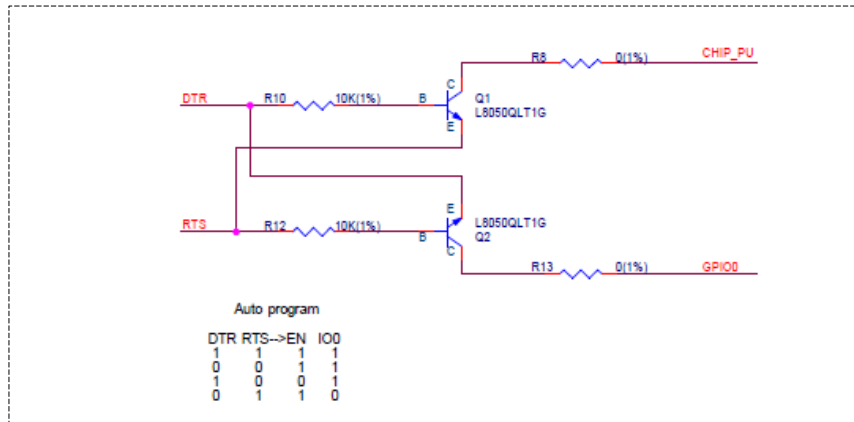 R8 0(1%) CHIP_PU
C
DTR R10 10K(1%) B Q1
L8050QLT1G
E
E L8050QLT1G
RTS R12 10K(1%) B Q2
C
R13 0(1%) GPIO0
Auto program
DTR RTS-->EN IO0
1 1 1 1
0 0 1 1
1 0 0 1
0 1 1 0